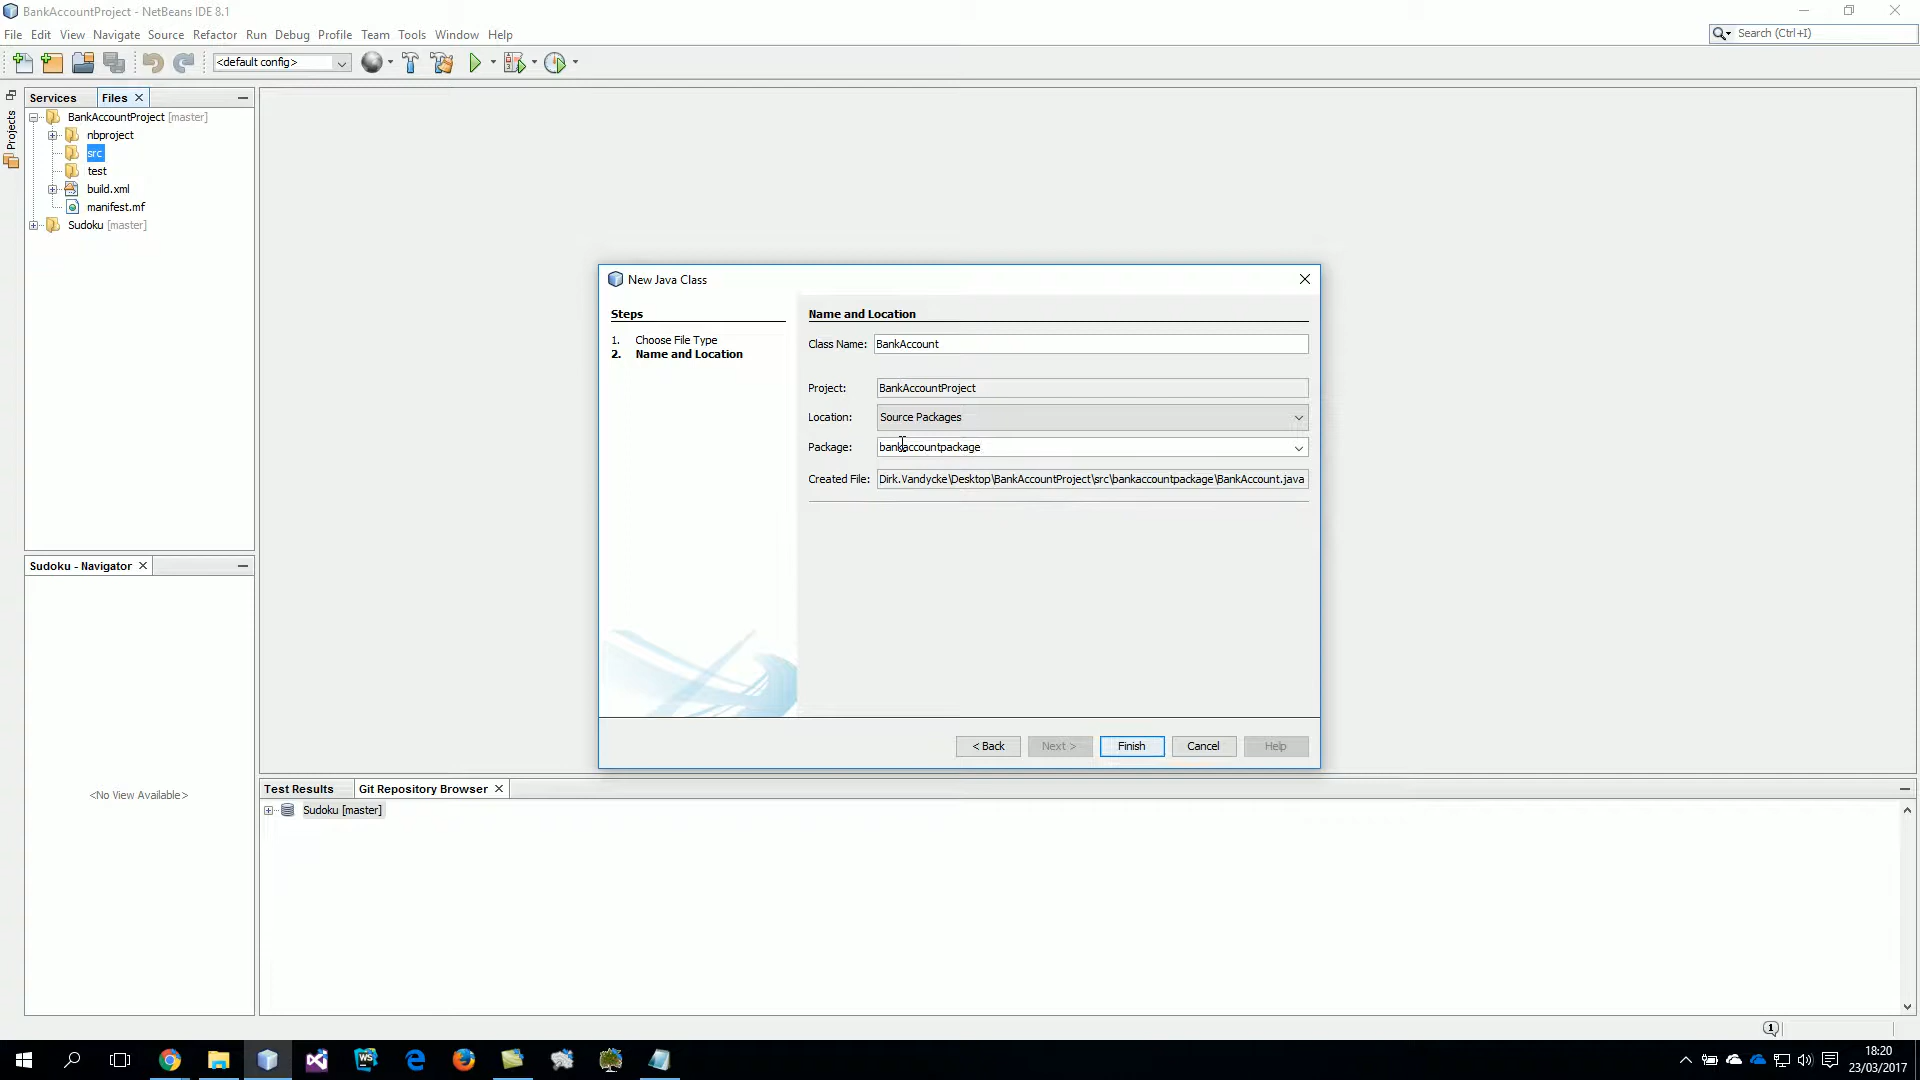 BankAccountProject - NetBeans IDE 8.1
File Edit View Navigate Source Refactor Run Debug Profile Team Tools Window Help
Search (Ctrl+I)
<default config>
Projects
Services Files
BankAccountProject [master]
nbproject
src
test
build.xml
manifest.mf
Sudoku [master]
New Java Class
Steps
1. Choose File Type
2. Name and Location
Name and Location
Class Name: BankAccount
Project: BankAccountProject
Location: Source Packages
Package: bankaccountpackage
Created File: Dirk.Vandycke\Desktop\BankAccountProject\src\bankaccountpackage\BankAccount.java
< Back Next > Finish Cancel Help
Sudoku - Navigator
<No View Available>
Test Results Git Repository Browser
Sudoku [master]
1
WS
18:20
23/03/2017